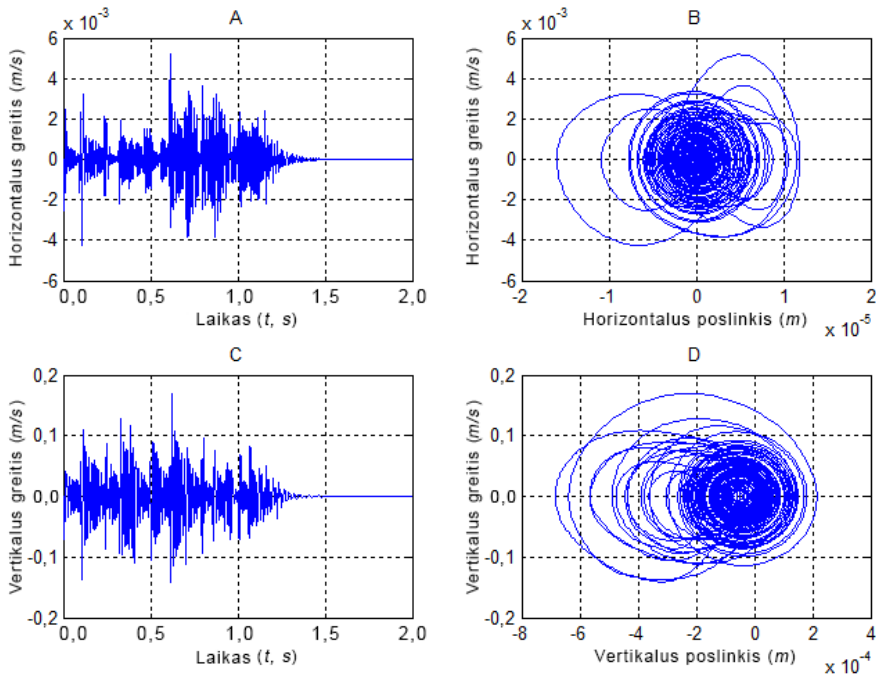 A
x 10⁻³
6
4
2
0
-2
-4
-6
Horizontalus greitis (m/s)
0,0 0,5 1,0 1,5 2,0
Laikas (t, s)
B
x 10⁻³
6
4
2
0
-2
-4
-6
Horizontalus greitis (m/s)
-2 -1 0 1 2
Horizontalus poslinkis (m)
x 10⁻⁵
C
0,2
0,1
0,0
-0,1
-0,2
Vertikalus greitis (m/s)
0,0 0,5 1,0 1,5 2,0
Laikas (t, s)
D
0,2
0,1
0,0
-0,1
-0,2
Vertikalus greitis (m/s)
-8 -6 -4 -2 0 2 4
Vertikalus poslinkis (m)
x 10⁻⁴